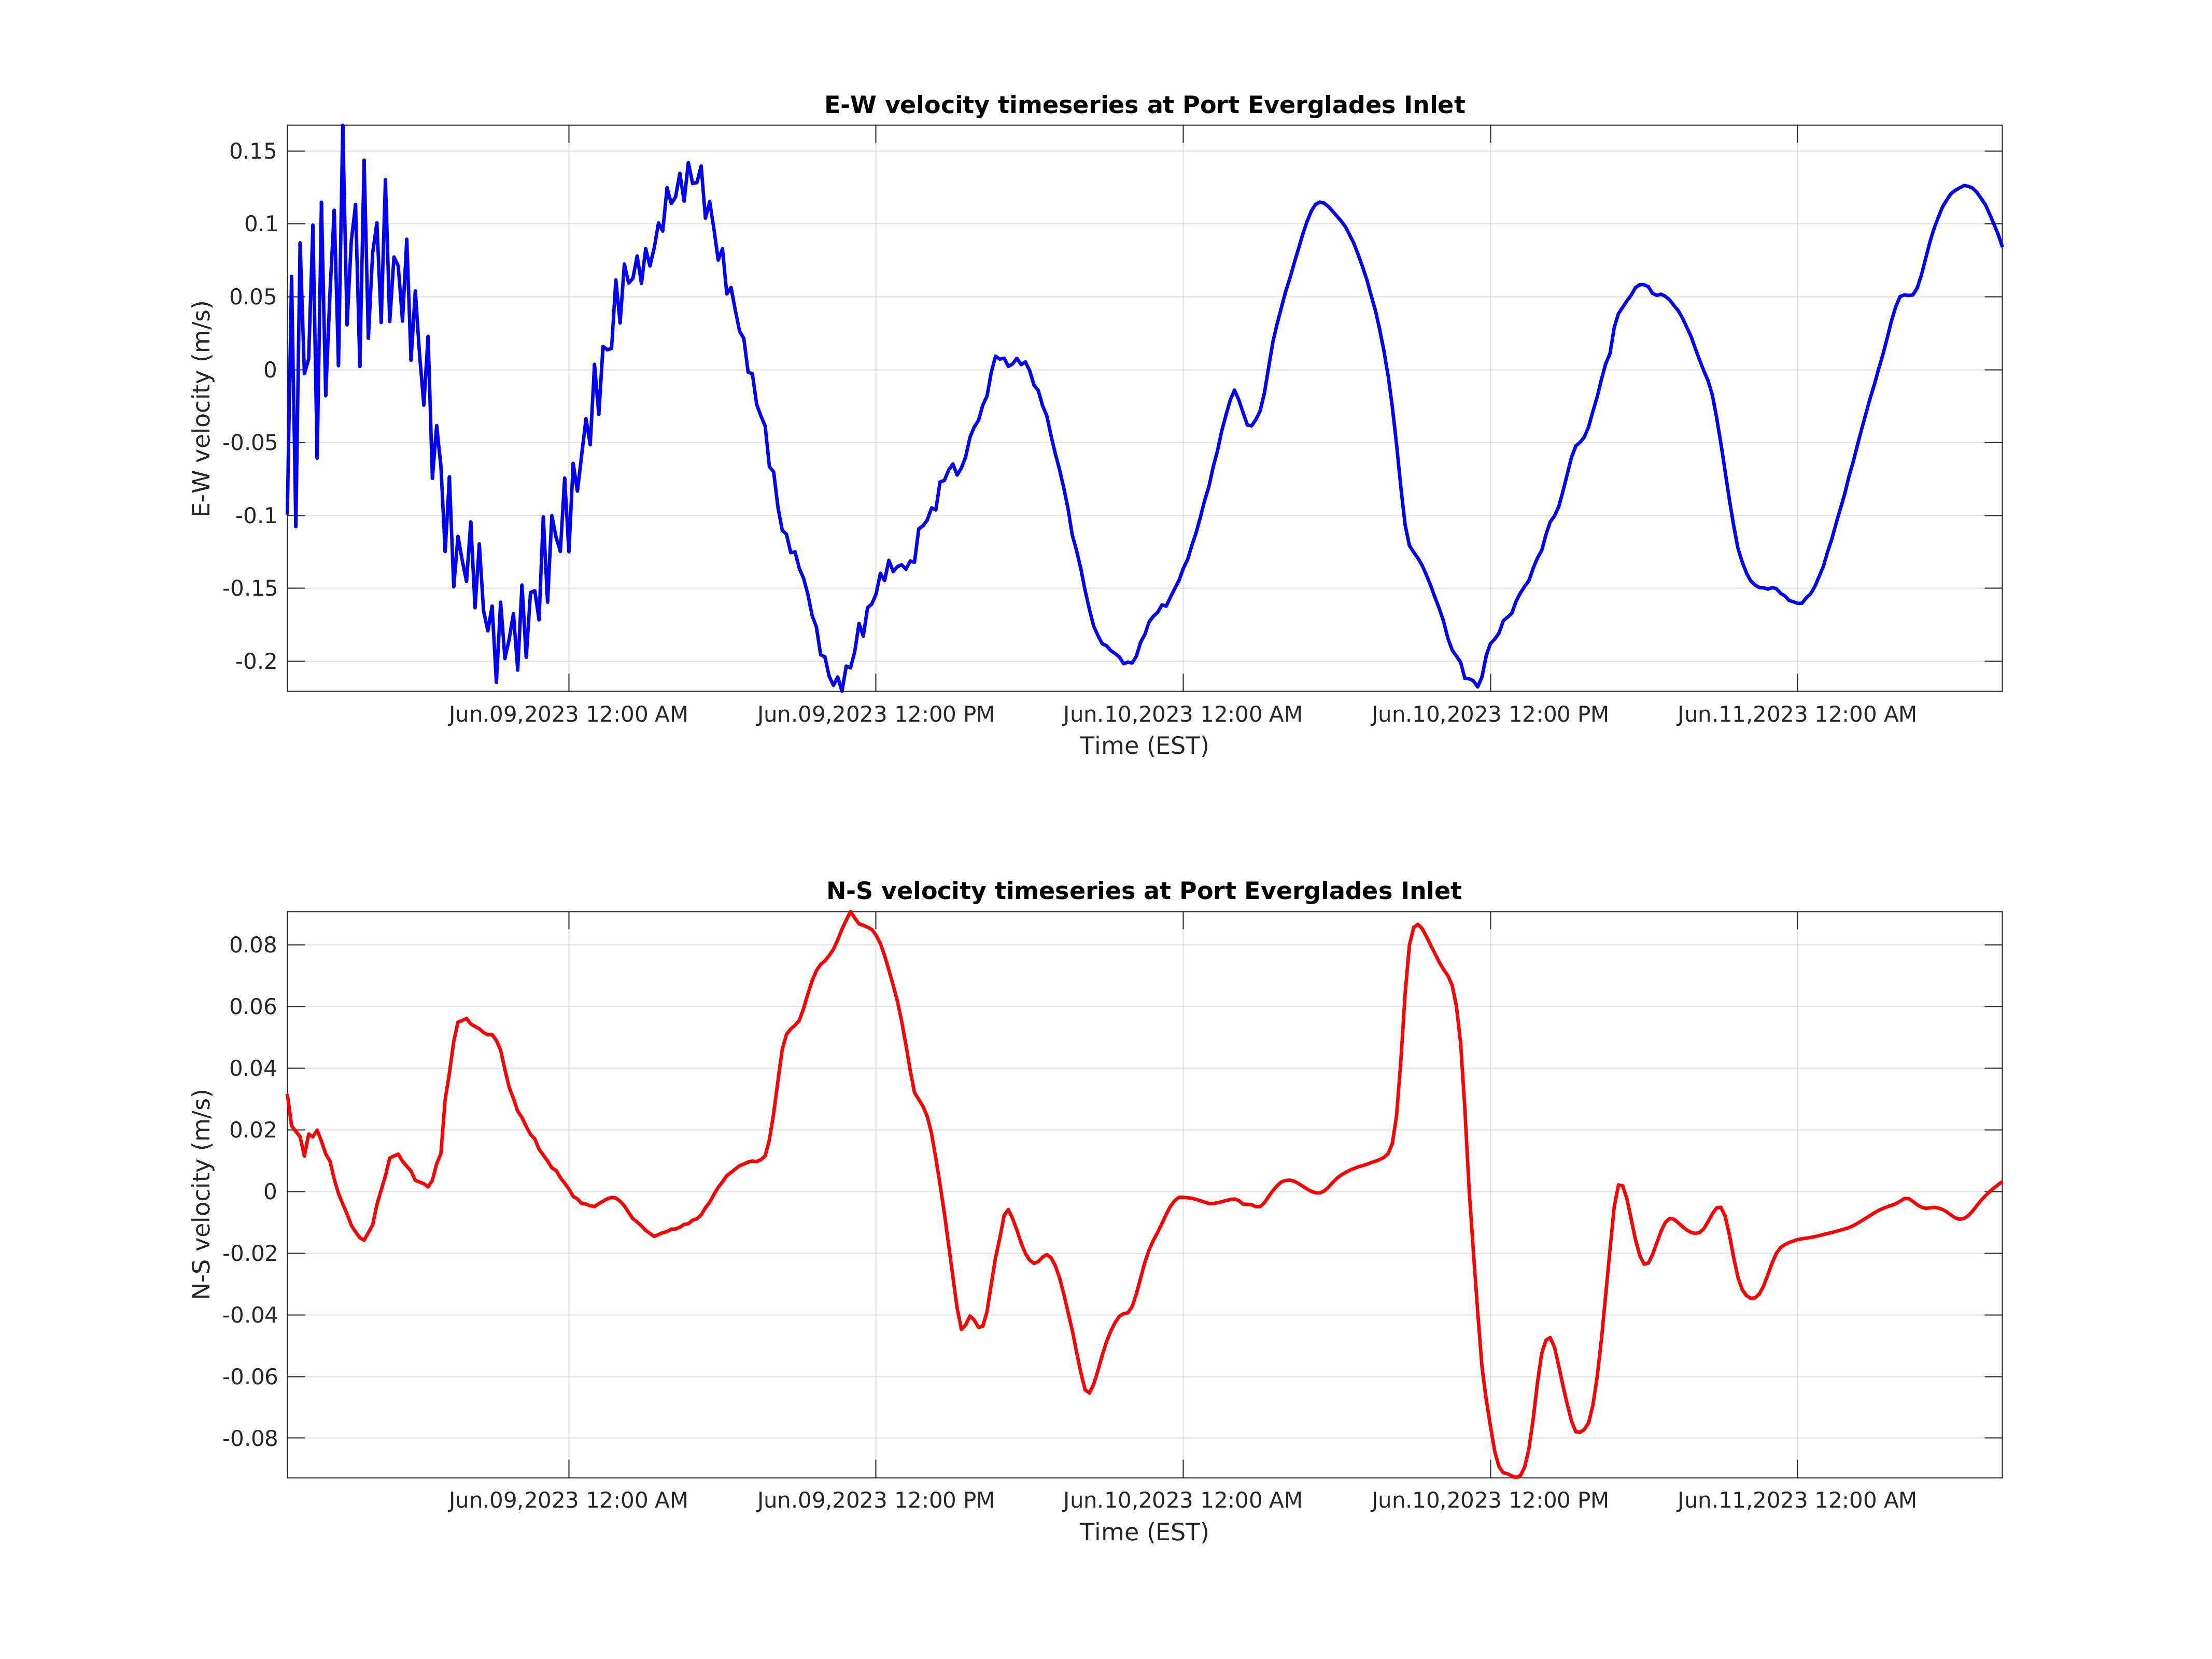 E-W velocity timeseries at Port Everglades Inlet
0.15
0.1
0.05
0
-0.05
-0.1
-0.15
-0.2
E-W velocity (m/s)
Jun.09,2023 12:00 AM Jun.09,2023 12:00 PM Jun.10,2023 12:00 AM Jun.10,2023 12:00 PM Jun.11,2023 12:00 AM
Time (EST)
N-S velocity timeseries at Port Everglades Inlet
0.08
0.06
0.04
0.02
0
-0.02
-0.04
-0.06
-0.08
N-S velocity (m/s)
Jun.09,2023 12:00 AM Jun.09,2023 12:00 PM Jun.10,2023 12:00 AM Jun.10,2023 12:00 PM Jun.11,2023 12:00 AM
Time (EST)